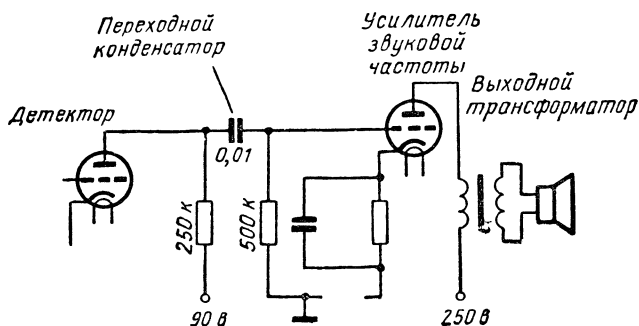 Переходной
конденсатор
Усилитель
звуковой
частоты
Выходной
трансформатор
Детектор
0,01
250 к
500 к
90 в
250 в